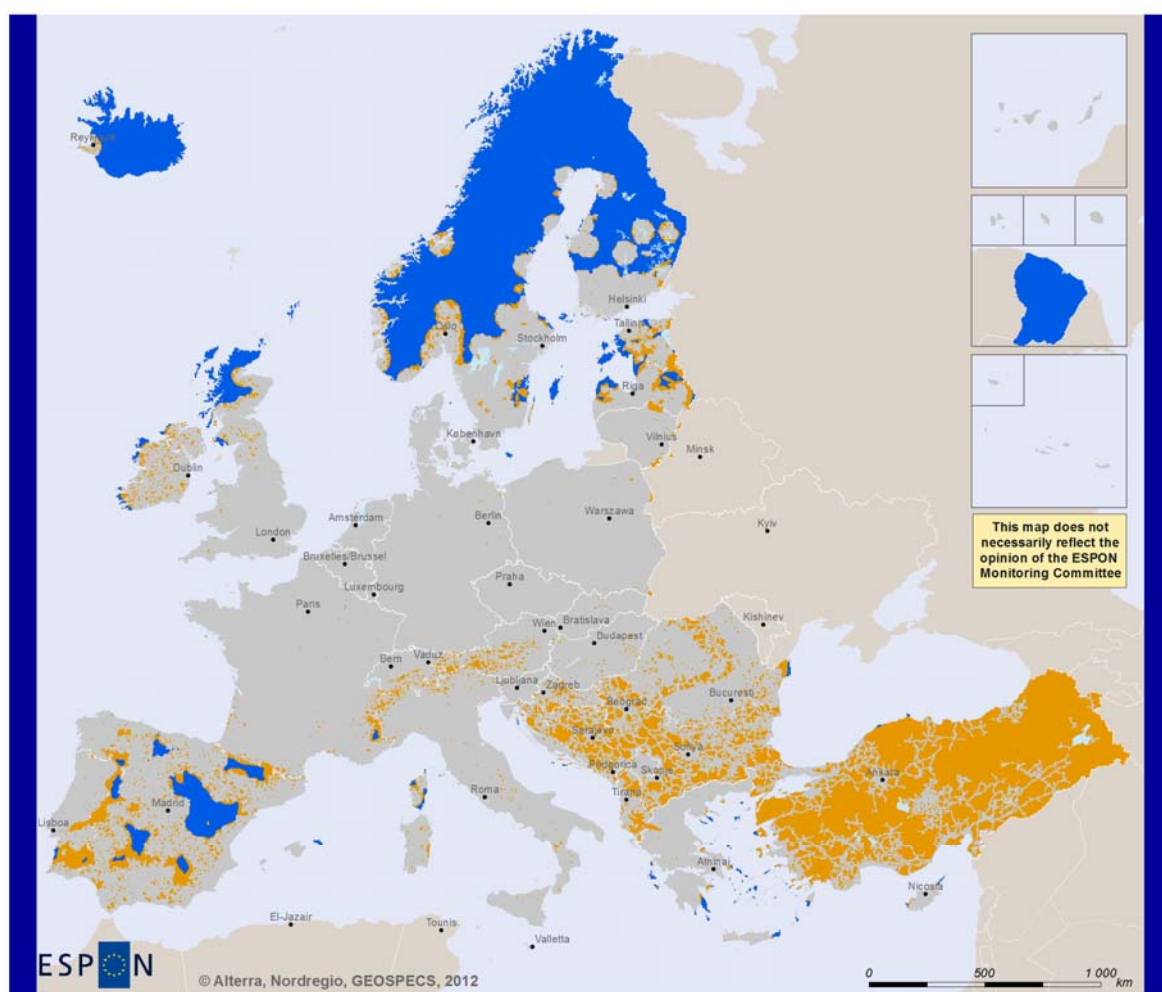 Reykjavik
Helsinki
Oslo
Tallinn
Stockholm
Riga
København
Vilnius
Minsk
Dublin
Amsterdam
Berlin
Warszawa
London
Kyiv
Bruxelles/Brussel
Praha
Luxembourg
Paris
Kishinev
Wien
Bratislava
Budapest
Bern
Vaduz
Ljubljana
Zagreb
Bucuresti
Beograd
Sarajevo
Sofiya
Podgorica
Skopje
Ankara
Roma
Tirana
Madrid
Lisboa
Athinai
Nicosia
El-Jazair
Tounis
Valletta
This map does not
necessarily reflect the
opinion of the ESPON
Monitoring Committee
ESPON
© Alterra, Nordregio, GEOSPECS, 2012
0 500 1 000
km